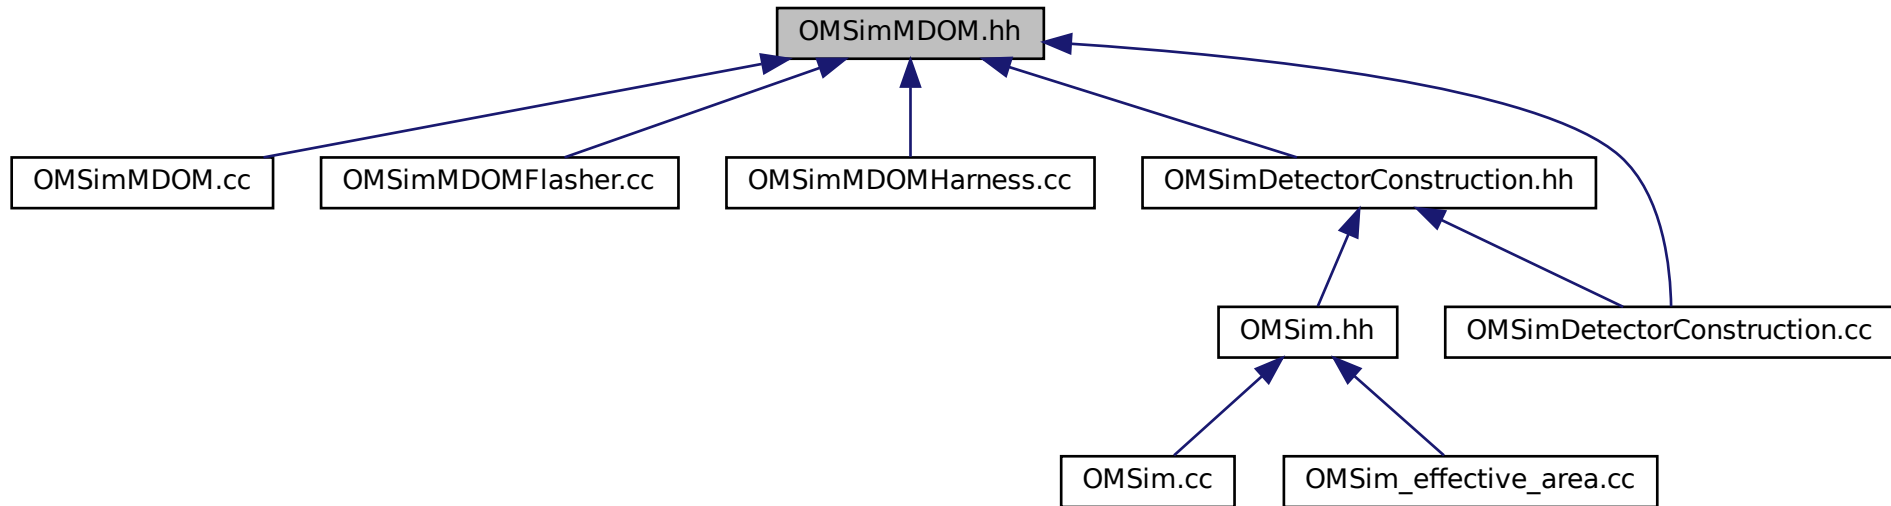 OMSimMDOM.hh
OMSimMDOM.cc
OMSimMDOMFlasher.cc
OMSimMDOMHarness.cc
OMSimDetectorConstruction.hh
OMSim.hh
OMSimDetectorConstruction.cc
OMSim.cc
OMSim_effective_area.cc